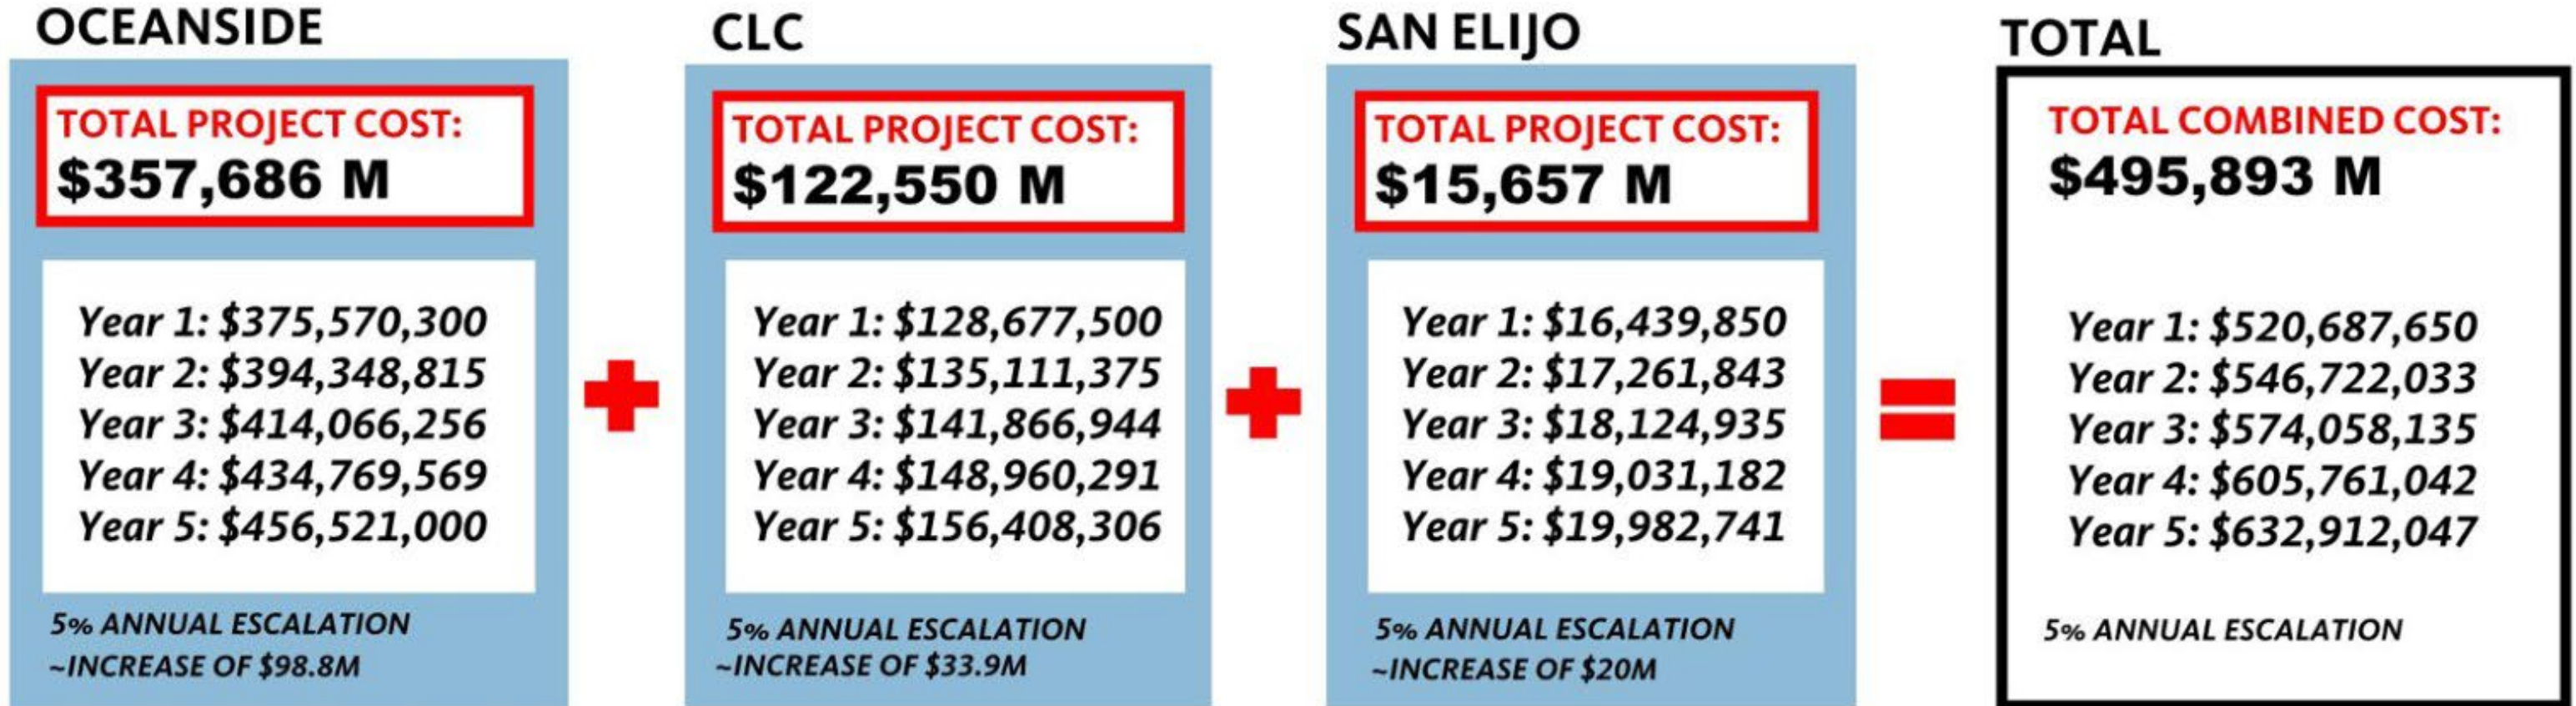 OCEANSIDE
TOTAL PROJECT COST:
$357,686 M
Year 1: $375,570,300
Year 2: $394,348,815
Year 3: $414,066,256
Year 4: $434,769,569
Year 5: $456,521,000
5% ANNUAL ESCALATION
~INCREASE OF $98.8M
+
CLC
TOTAL PROJECT COST:
$122,550 M
Year 1: $128,677,500
Year 2: $135,111,375
Year 3: $141,866,944
Year 4: $148,960,291
Year 5: $156,408,306
5% ANNUAL ESCALATION
~INCREASE OF $33.9M
+
SAN ELIJO
TOTAL PROJECT COST:
$15,657 M
Year 1: $16,439,850
Year 2: $17,261,843
Year 3: $18,124,935
Year 4: $19,031,182
Year 5: $19,982,741
5% ANNUAL ESCALATION
~INCREASE OF $20M
=
TOTAL
TOTAL COMBINED COST:
$495,893 M
Year 1: $520,687,650
Year 2: $546,722,033
Year 3: $574,058,135
Year 4: $605,761,042
Year 5: $632,912,047
5% ANNUAL ESCALATION